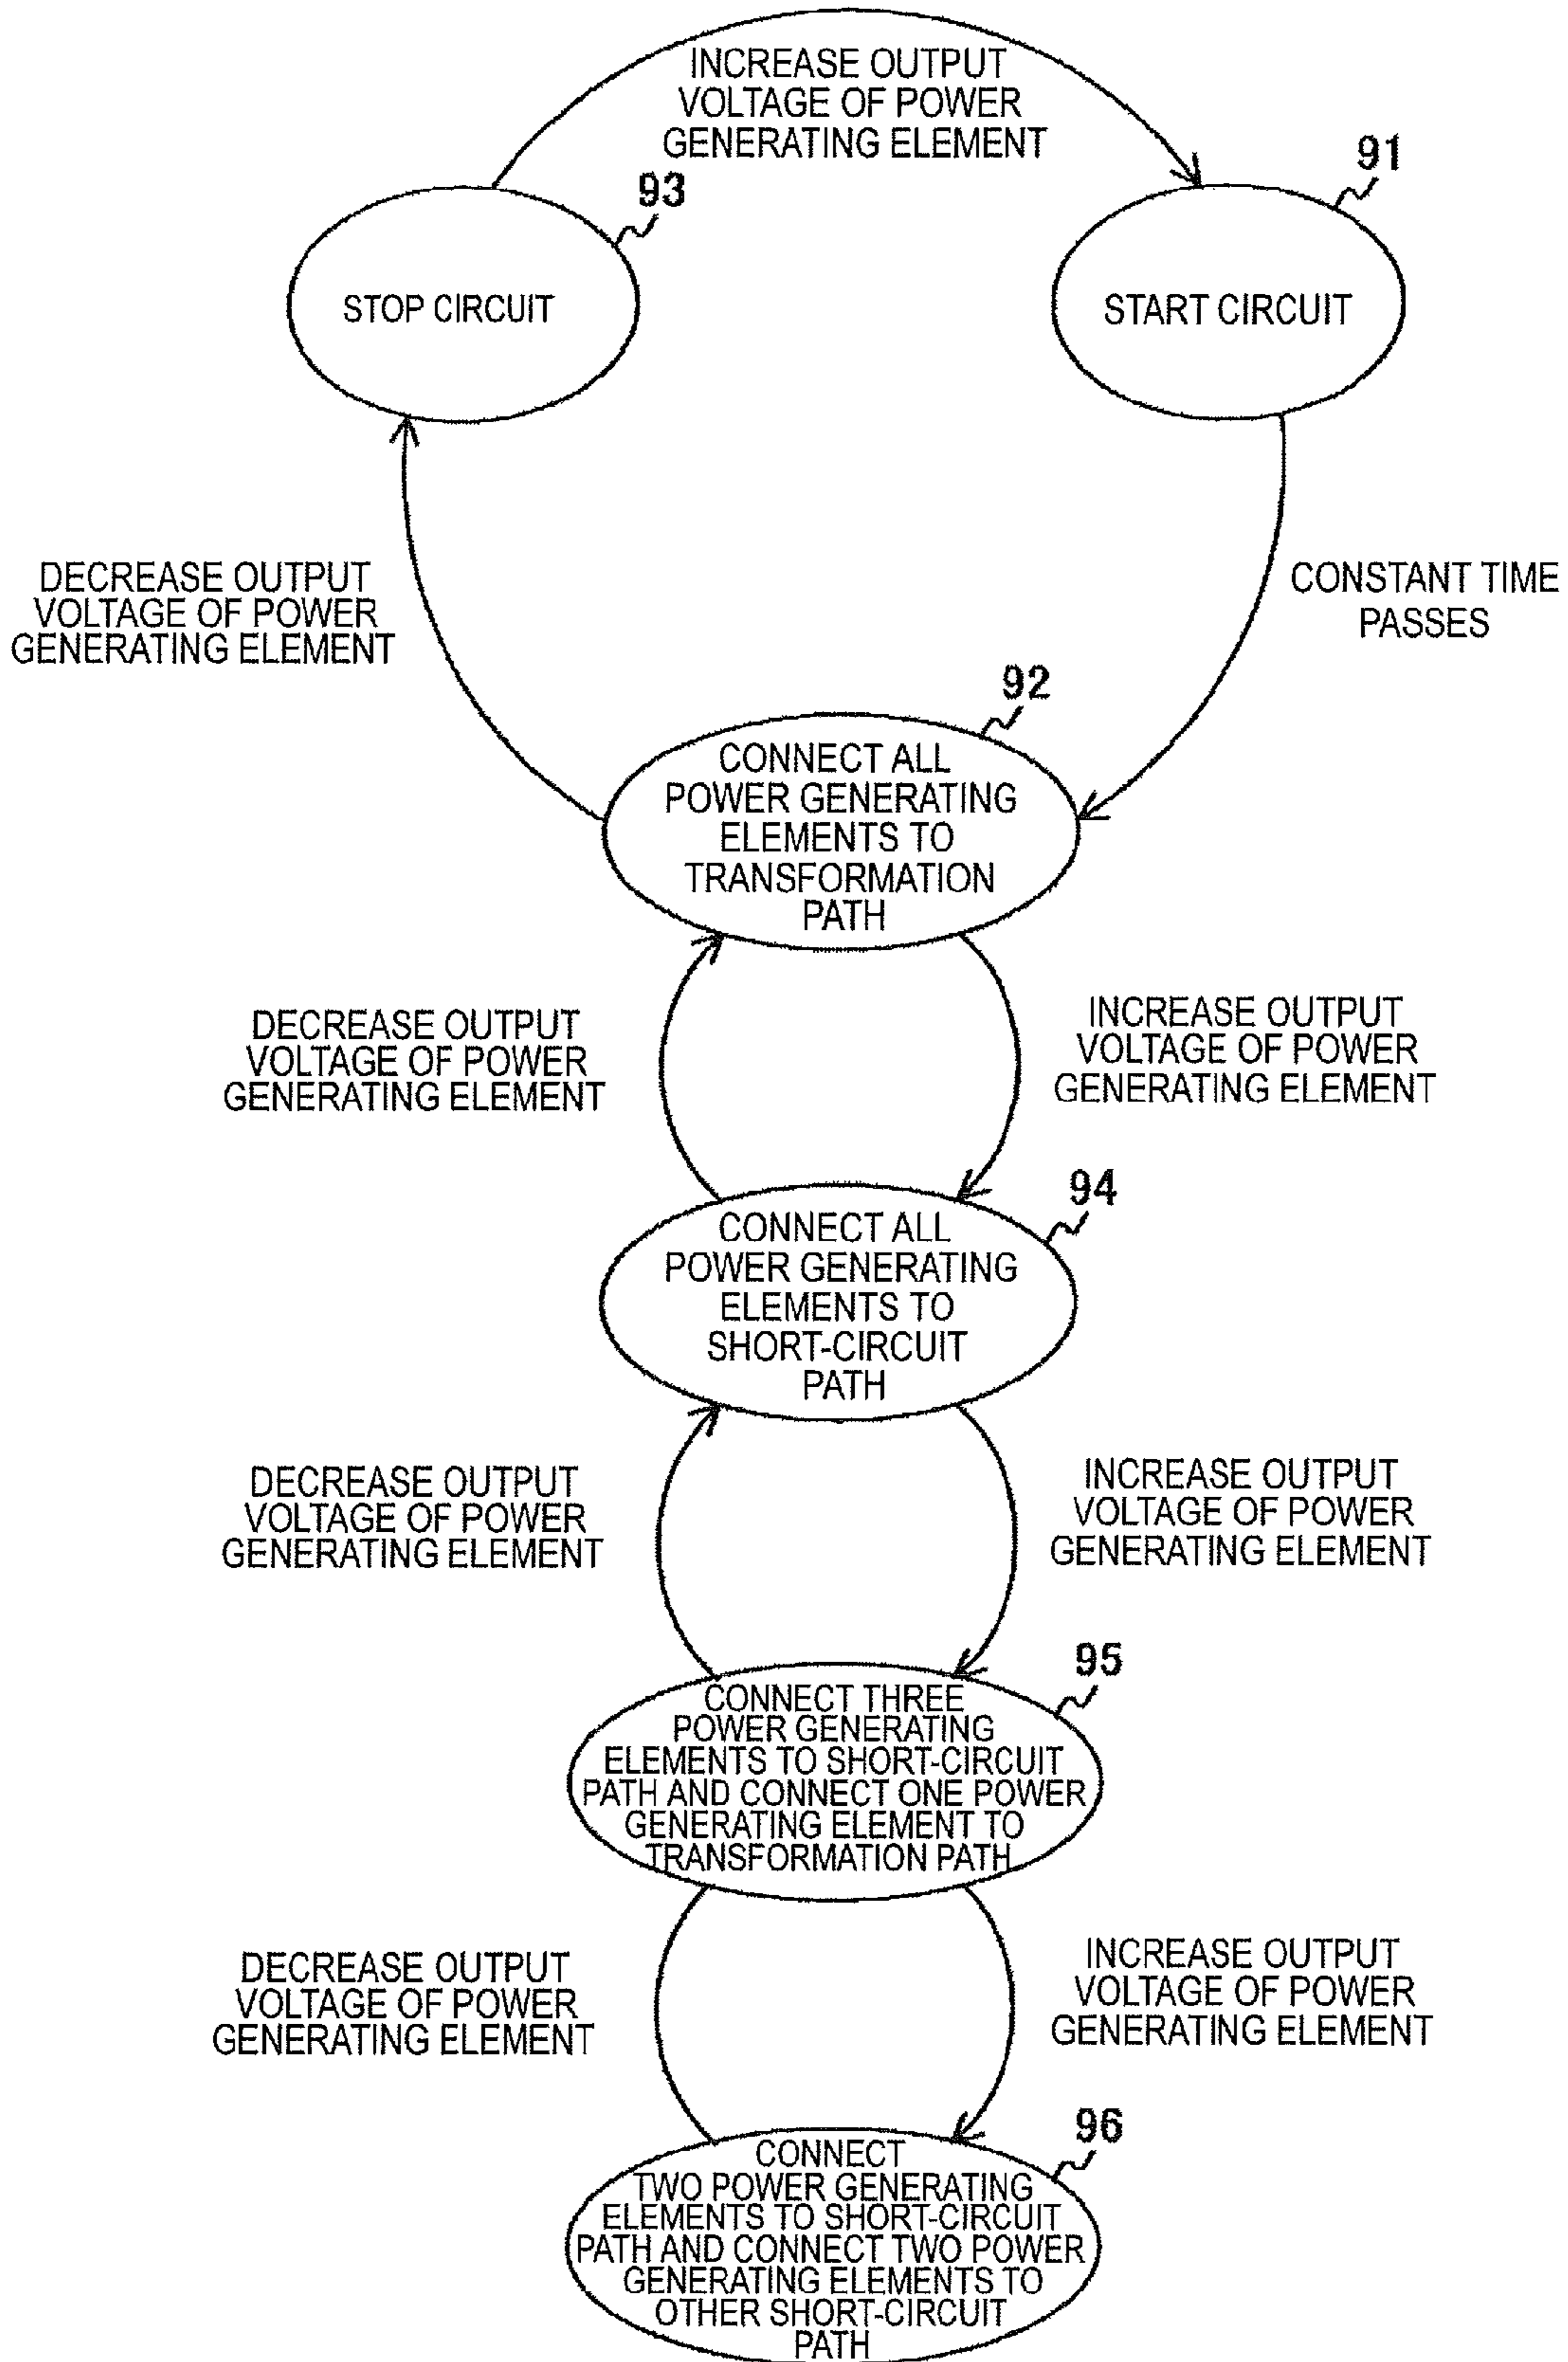 INCREASE OUTPUT
VOLTAGE OF POWER
GENERATING ELEMENT
91
93
STOP CIRCUIT
START CIRCUIT
DECREASE OUTPUT
VOLTAGE OF POWER
GENERATING ELEMENT
CONSTANT TIME
PASSES
92
CONNECT ALL
POWER GENERATING
ELEMENTS TO
TRANSFORMATION
PATH
DECREASE OUTPUT
VOLTAGE OF POWER
GENERATING ELEMENT
INCREASE OUTPUT
VOLTAGE OF POWER
GENERATING ELEMENT
94
CONNECT ALL
POWER GENERATING
ELEMENTS TO
SHORT-CIRCUIT
PATH
DECREASE OUTPUT
VOLTAGE OF POWER
GENERATING ELEMENT
INCREASE OUTPUT
VOLTAGE OF POWER
GENERATING ELEMENT
95
CONNECT THREE
POWER GENERATING
ELEMENTS TO SHORT-CIRCUIT
PATH AND CONNECT ONE POWER
GENERATING ELEMENT TO
TRANSFORMATION PATH
DECREASE OUTPUT
VOLTAGE OF POWER
GENERATING ELEMENT
INCREASE OUTPUT
VOLTAGE OF POWER
GENERATING ELEMENT
96
CONNECT
TWO POWER GENERATING
ELEMENTS TO SHORT-CIRCUIT
PATH AND CONNECT TWO POWER
GENERATING ELEMENTS TO
OTHER SHORT-CIRCUIT
PATH